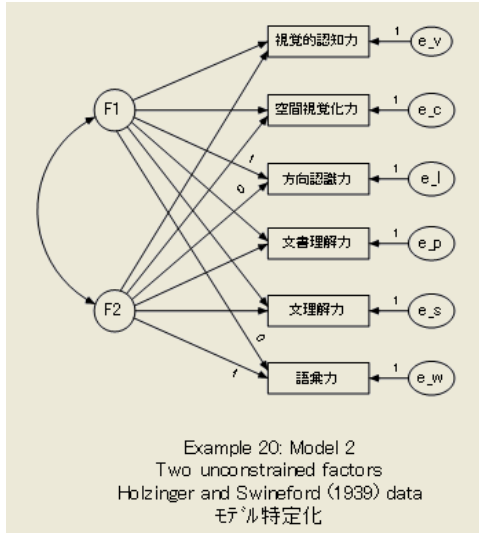 視覚的認知力
1
e_v
空間視覚化力
1
e_c
F1
1
0
方向認識力
1
e_l
文書理解力
1
e_p
F2
文理解力
1
e_s
0
1
語彙力
1
e_w
Example 20: Model 2
Two unconstrained factors
Holzinger and Swineford (1939) data
モデル特定化